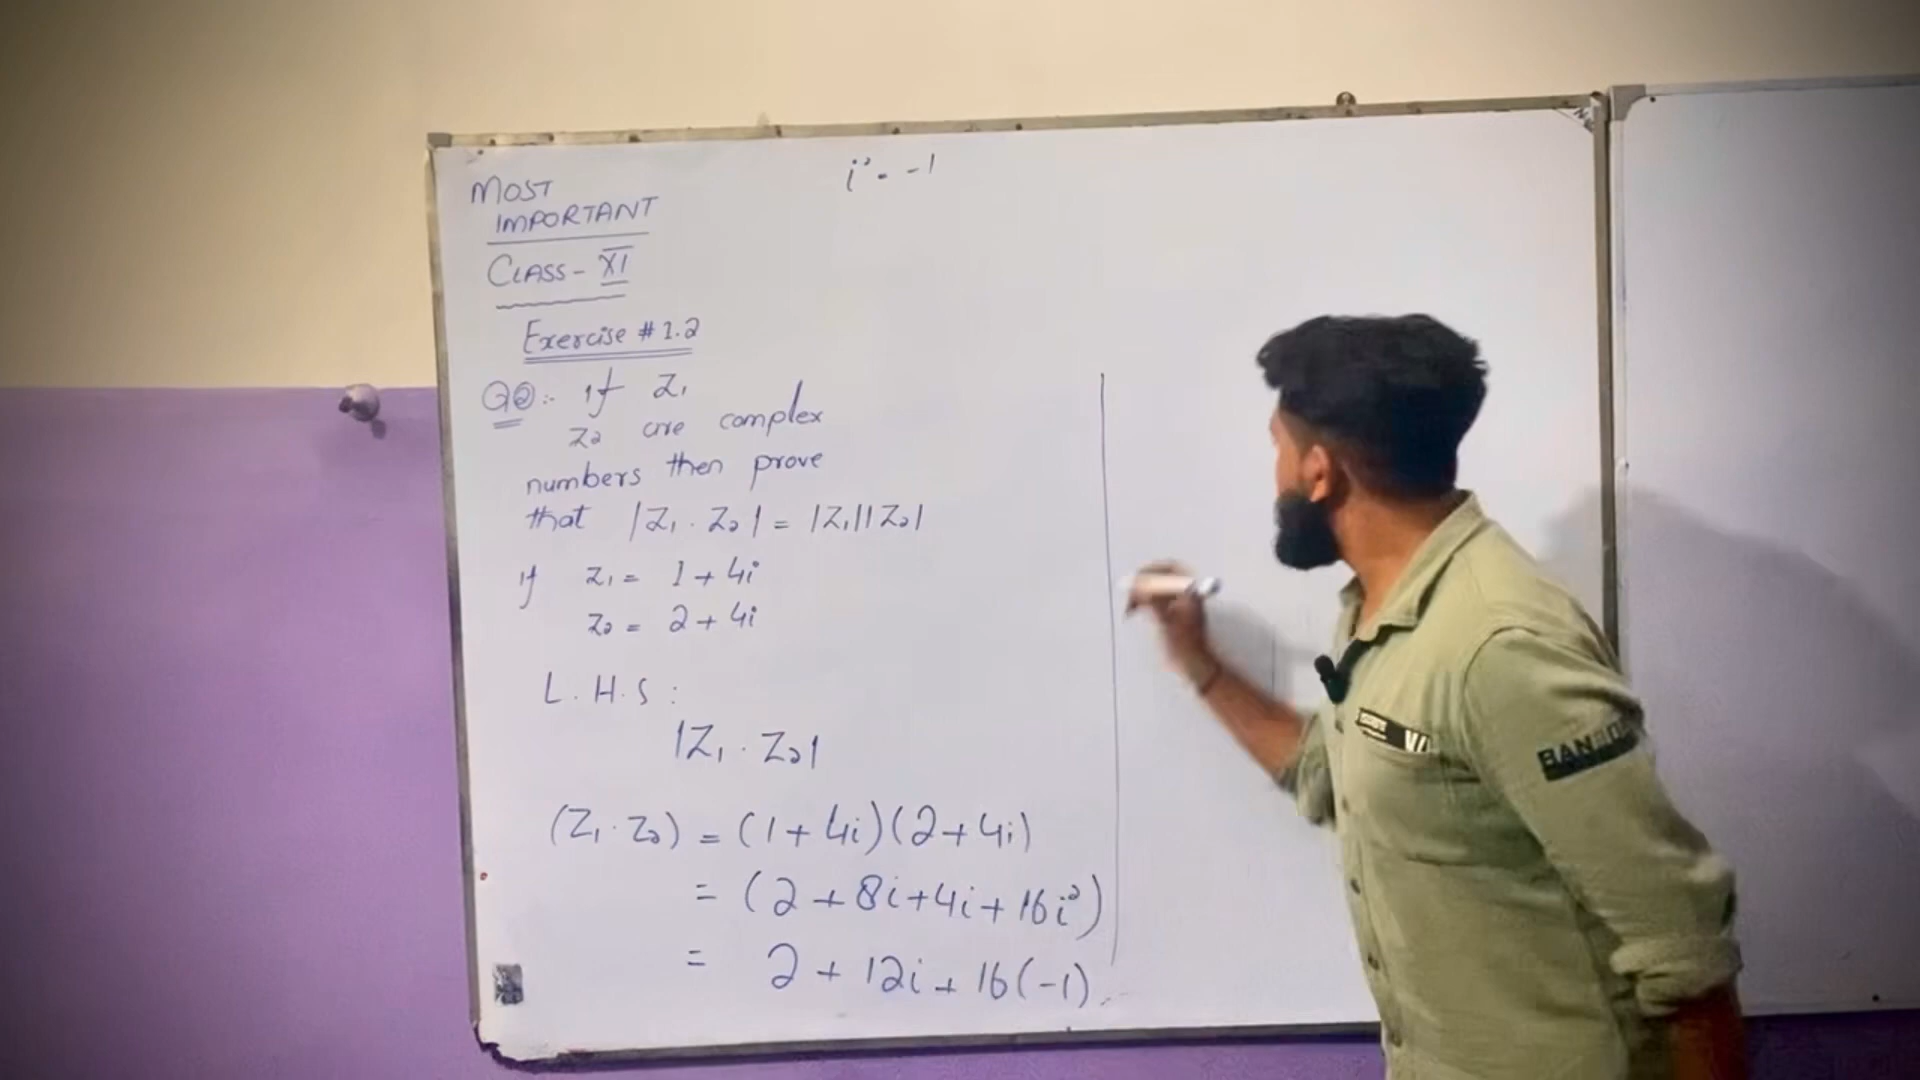 i² = -1
MOST
IMPORTANT
CLASS - XI
Exercise # 1.2
Q2:- if Z₁
Z₂ are complex
numbers then prove
that |Z₁ . Z₂| = |Z₁||Z₂|
if Z₁ = 1 + 4i
Z₂ = 2 + 4i
L.H.S :
|Z₁ . Z₂|
(Z₁ . Z₂) = (1 + 4i)(2 + 4i)
= (2 + 8i + 4i + 16i²)
= 2 + 12i + 16(-1)